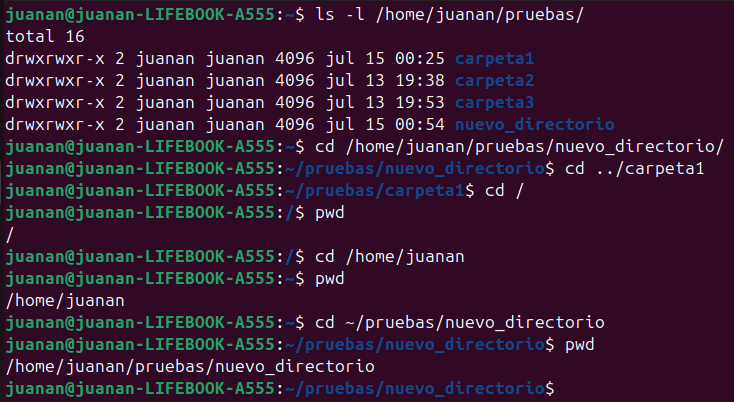 juanan@juanan-LIFEBOOK-A555:~$ ls -l /home/juanan/pruebas/
total 16
drwxrwxr-x 2 juanan juanan 4096 jul 15 00:25 carpeta1
drwxrwxr-x 2 juanan juanan 4096 jul 13 19:38 carpeta2
drwxrwxr-x 2 juanan juanan 4096 jul 13 19:53 carpeta3
drwxrwxr-x 2 juanan juanan 4096 jul 15 00:54 nuevo_directorio
juanan@juanan-LIFEBOOK-A555:~$ cd /home/juanan/pruebas/nuevo_directorio/
juanan@juanan-LIFEBOOK-A555:~/pruebas/nuevo_directorio$ cd ../carpeta1
juanan@juanan-LIFEBOOK-A555:~/pruebas/carpeta1$ cd /
juanan@juanan-LIFEBOOK-A555:/$ pwd
/
juanan@juanan-LIFEBOOK-A555:/$ cd /home/juanan
juanan@juanan-LIFEBOOK-A555:~$ pwd
/home/juanan
juanan@juanan-LIFEBOOK-A555:~$ cd ~/pruebas/nuevo_directorio
juanan@juanan-LIFEBOOK-A555:~/pruebas/nuevo_directorio$ pwd
/home/juanan/pruebas/nuevo_directorio
juanan@juanan-LIFEBOOK-A555:~/pruebas/nuevo_directorio$